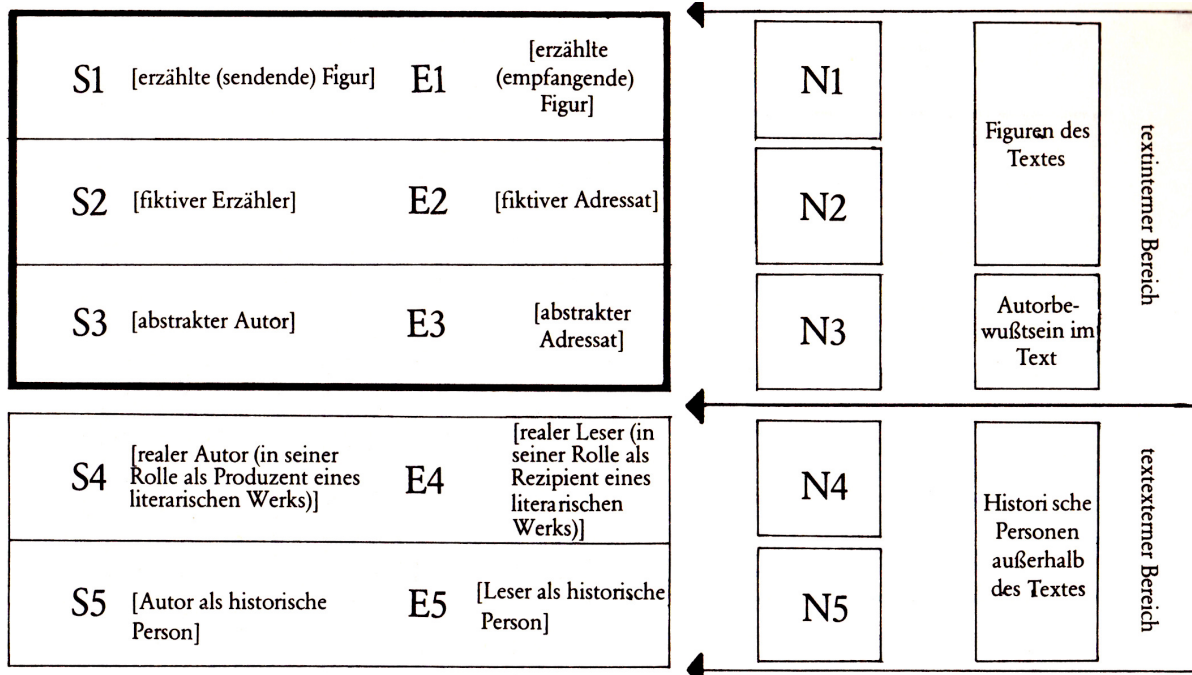 S1
[erzählte (sendende) Figur]
E1
[erzählte
(empfangende)
Figur]
S2
[fiktiver Erzähler]
E2
[fiktiver Adressat]
S3
[abstrakter Autor]
E3
[abstrakter
Adressat]
S4
[realer Autor (in seiner
Rolle als Produzent eines
literarischen Werks)]
E4
[realer Leser (in
seiner Rolle als
Rezipient eines
literarischen
Werks)]
S5
[Autor als historische
Person]
E5
[Leser als historische
Person]
N1
N2
N3
N4
N5
Figuren des
Textes
Autorbe-
wußtsein im
Text
Histori sche
Personen
außerhalb
des Textes
textinterner Bereich
textexterner Bereich